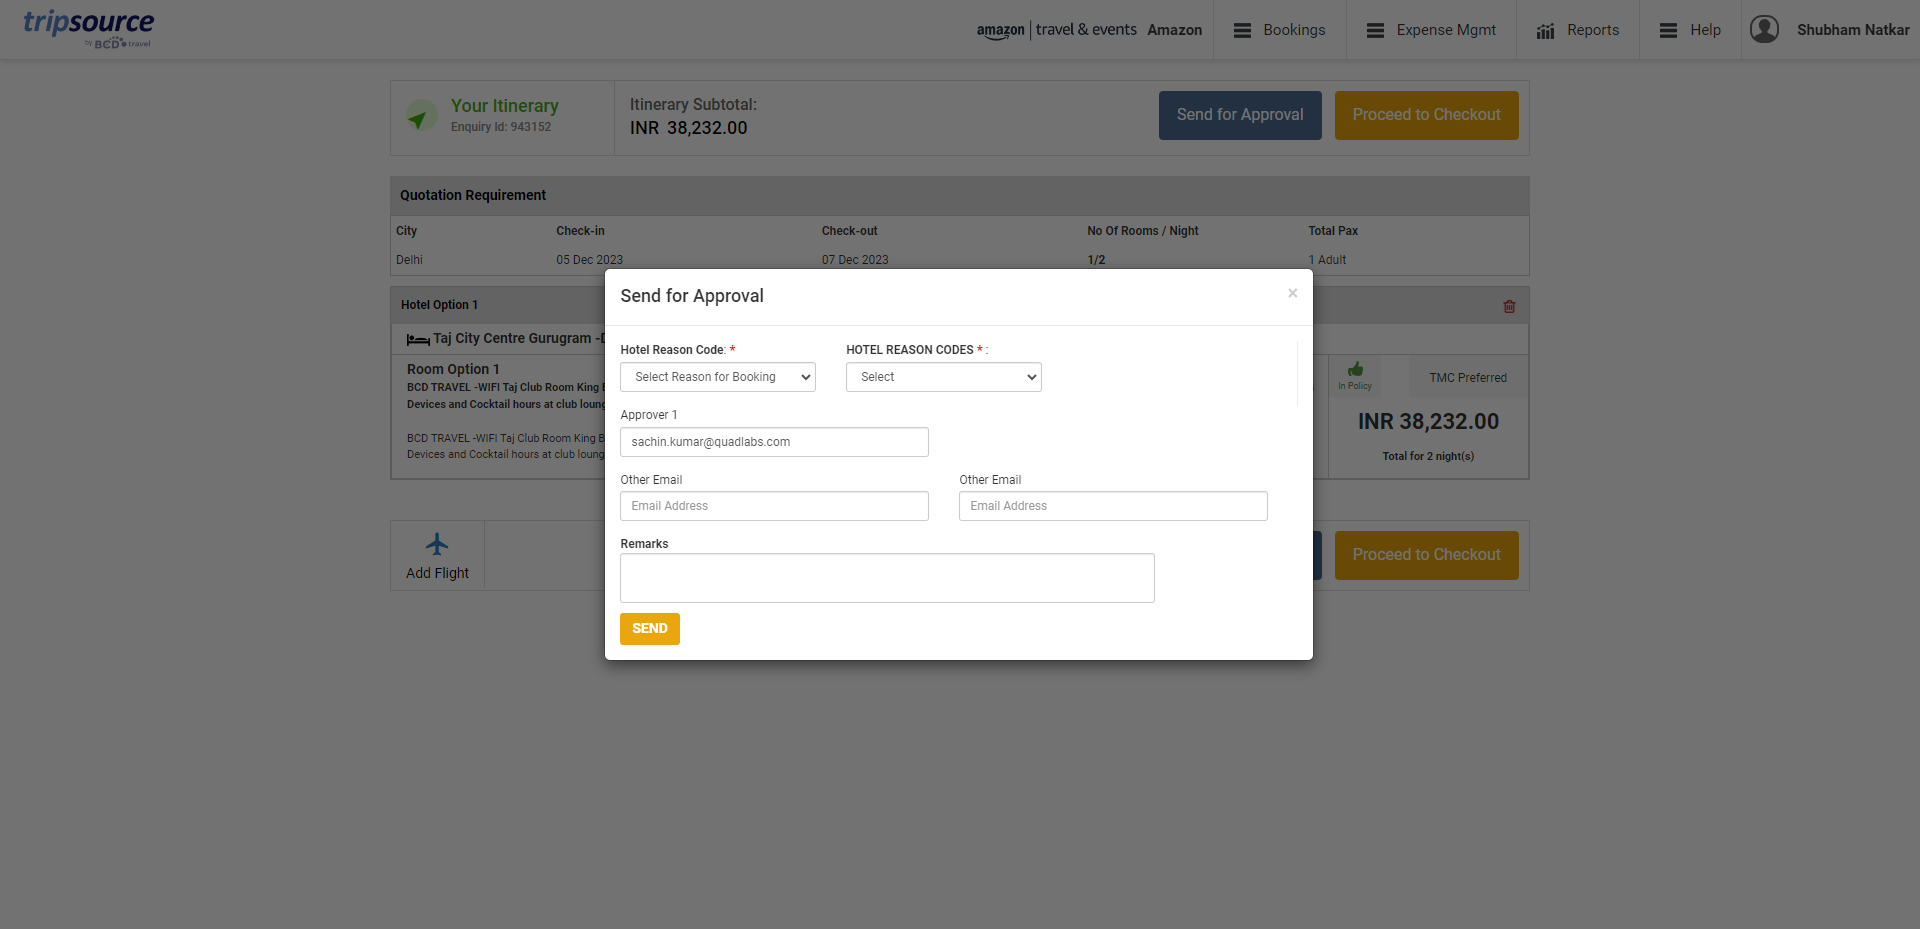 tripsource
by BCD travel
amazon | travel & events Amazon
Bookings
Expense Mgmt
Reports
Help
Shubham Natkar
Your Itinerary
Enquiry Id: 943152
Itinerary Subtotal:
INR 38,232.00
Send for Approval
Proceed to Checkout
Quotation Requirement
City Check-in Check-out No Of Rooms / Night Total Pax
Delhi 05 Dec 2023 07 Dec 2023 1/2 1 Adult
Hotel Option 1
Taj City Centre Gurugram -
Room Option 1
BCD TRAVEL -WIFI Taj Club Room King
Devices and Cocktail hours at club
BCD TRAVEL -WIFI Taj Club Room King
Devices and Cocktail hours at club
In Policy
TMC Preferred
INR 38,232.00
Total for 2 night(s)
Add Flight
Proceed to Checkout
Send for Approval
×
Hotel Reason Code: * HOTEL REASON CODES * :
Select Reason for Booking Select
Approver 1
sachin.kumar@quadlabs.com
Other Email Other Email
Email Address Email Address
Remarks
SEND